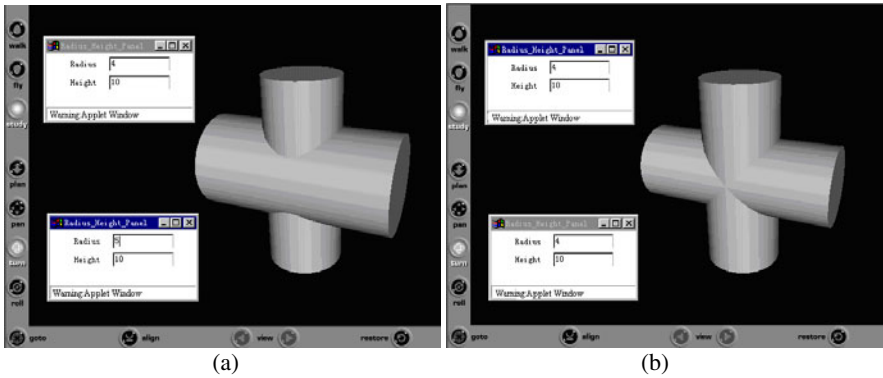 walk
fly
study
plan
pan
turn
roll
goto
align
view
restore
Radius_Height_Panel
Radius 4
Height 10
Warning:Applet Window
Radius_Height_Panel
Radius 5
Height 10
Warning:Applet Window
(a)
walk
fly
study
plan
pan
turn
roll
goto
align
view
restore
Radius_Height_Panel
Radius 4
Height 10
Warning:Applet Window
Radius_Height_Panel
Radius 4
Height 10
Warning:Applet Window
(b)